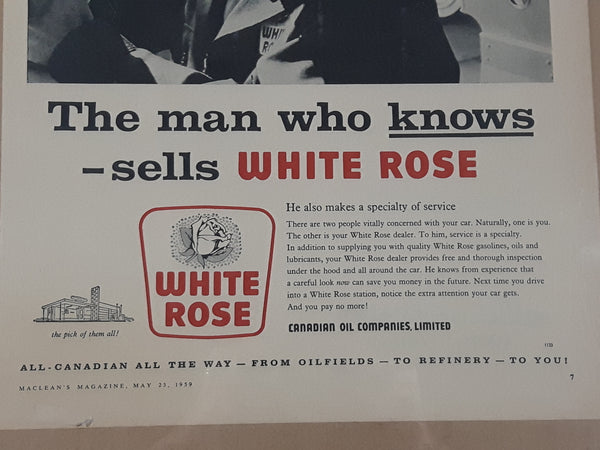 The man who knows
– sells WHITE ROSE
He also makes a specialty of service
There are two people vitally concerned with your car. Naturally, one is you.
The other is your White Rose dealer. To him, service is a specialty.
In addition to supplying you with quality White Rose gasolines, oils and
lubricants, your White Rose dealer provides free and thorough inspection
under the hood and all around the car. He knows from experience that
a careful look now can save you money in the future. Next time you drive
into a White Rose station, notice the extra attention your car gets.
And you pay no more!
CANADIAN OIL COMPANIES, LIMITED
WHITE
ROSE
the pick of them all!
ALL-CANADIAN ALL THE WAY — FROM OILFIELDS — TO REFINERY — TO YOU!
MACLEAN'S MAGAZINE, MAY 23, 1959
7